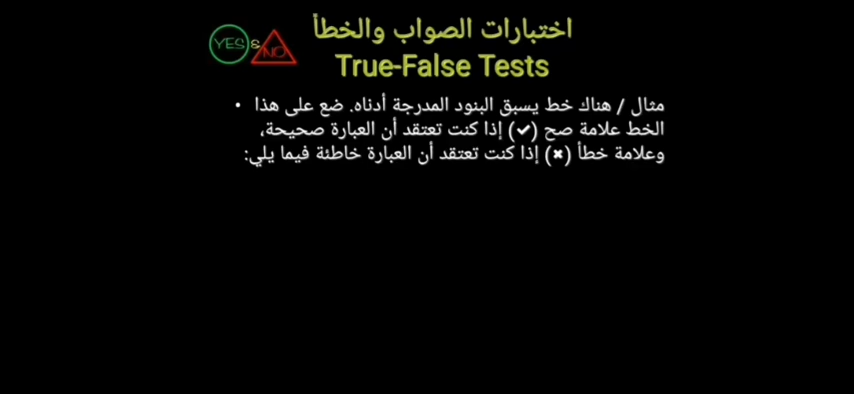 اختبارات الصواب والخطأ
YES & NO
True-False Tests
• مثال / هناك خط يسبق البنود المدرجة أدناه. ضع على هذا
الخط علامة صح (✔) إذا كنت تعتقد أن العبارة صحيحة،
وعلامة خطأ (✖) إذا كنت تعتقد أن العبارة خاطئة فيما يلي: